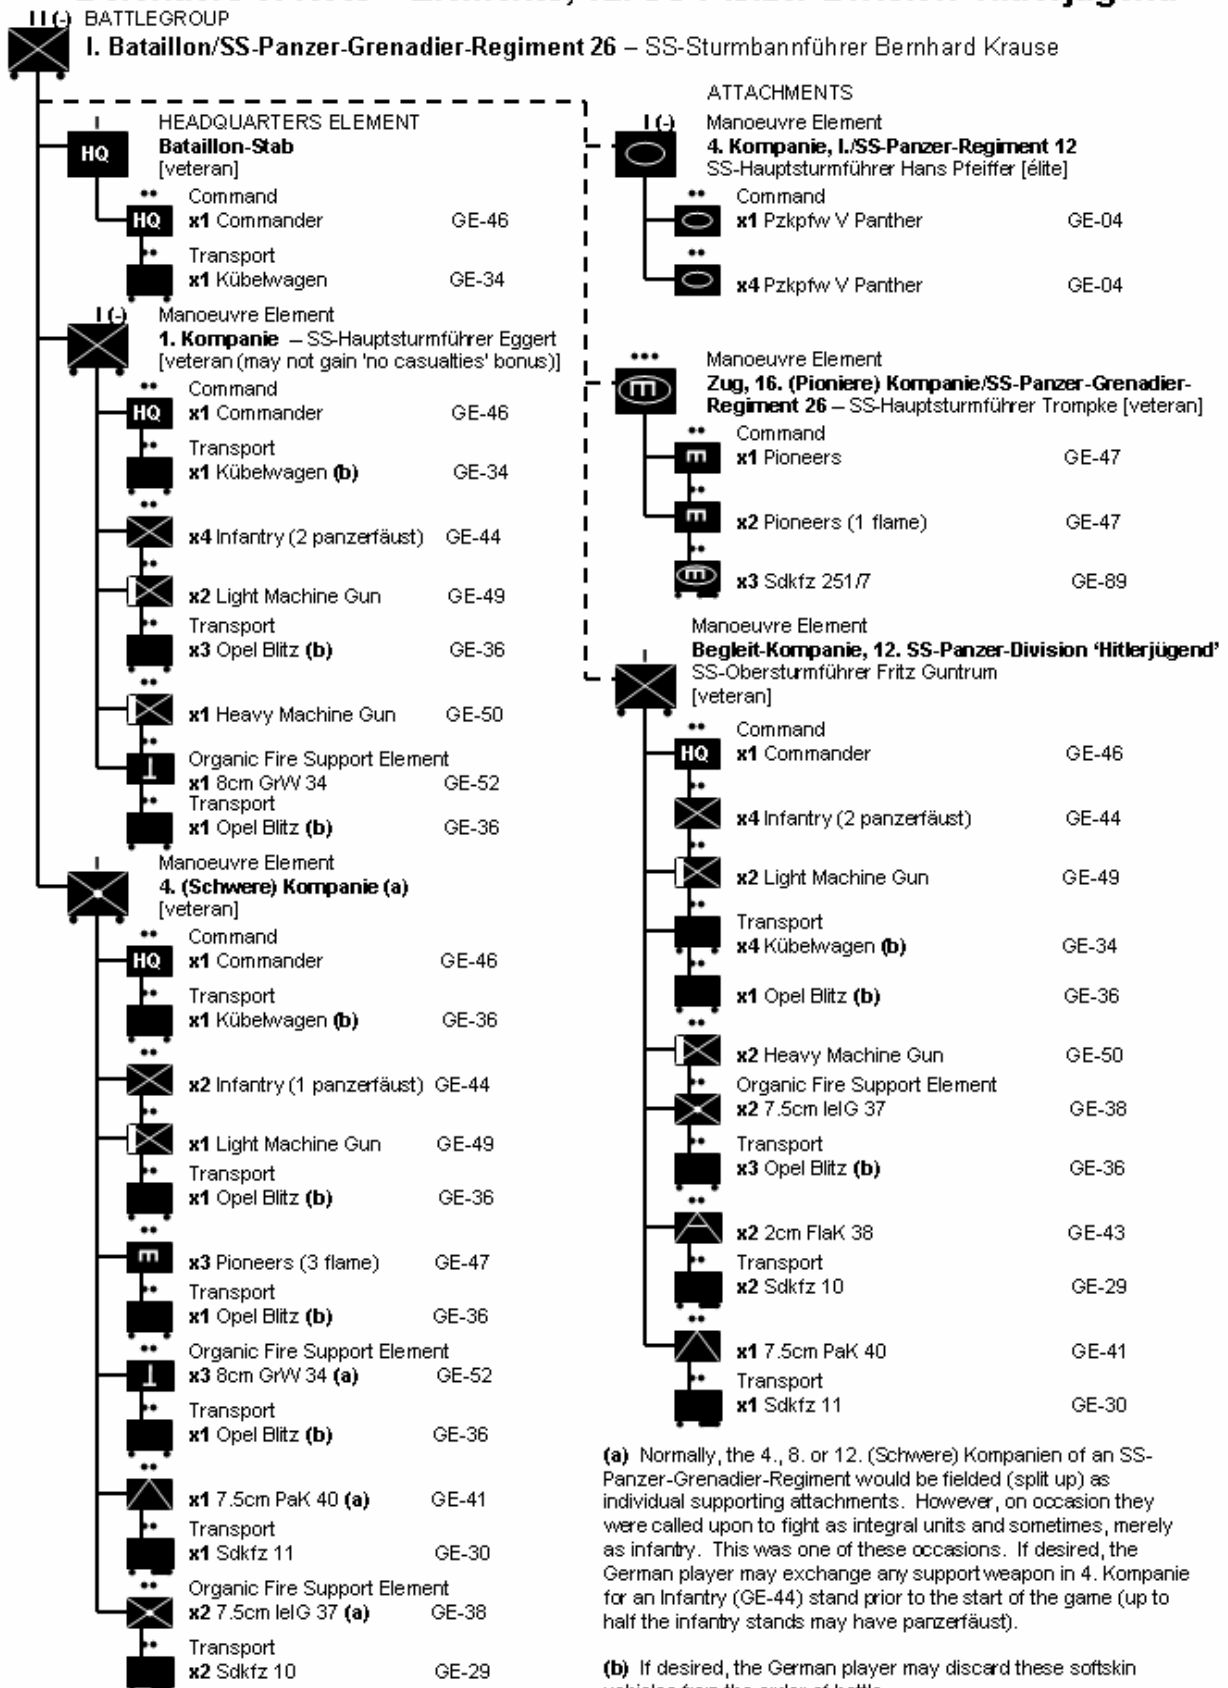 I I (-) BATTLEGROUP
I. Bataillon/SS-Panzer-Grenadier-Regiment 26 – SS-Sturmbannführer Bernhard Krause
I
HEADQUARTERS ELEMENT
HQ
Bataillon-Stab
[veteran]
Command
HQ x1 Commander GE-46
Transport
x1 Kübelwagen GE-34
I (-)
Manoeuvre Element
1. Kompanie – SS-Hauptsturmführer Eggert
[veteran (may not gain 'no casualties' bonus)]
Command
HQ x1 Commander GE-46
Transport
x1 Kübelwagen (b) GE-34
x4 Infantry (2 panzerfäust) GE-44
x2 Light Machine Gun GE-49
Transport
x3 Opel Blitz (b) GE-36
x1 Heavy Machine Gun GE-50
Organic Fire Support Element
x1 8cm GrW 34 GE-52
Transport
x1 Opel Blitz (b) GE-36
I
Manoeuvre Element
4. (Schwere) Kompanie (a)
[veteran]
Command
HQ x1 Commander GE-46
Transport
x1 Kübelwagen (b) GE-36
x2 Infantry (1 panzerfäust) GE-44
x1 Light Machine Gun GE-49
Transport
x1 Opel Blitz (b) GE-36
x3 Pioneers (3 flame) GE-47
Transport
x1 Opel Blitz (b) GE-36
Organic Fire Support Element
x3 8cm GrW 34 (a) GE-52
Transport
x1 Opel Blitz (b) GE-36
x1 7.5cm PaK 40 (a) GE-41
Transport
x1 Sdkfz 11 GE-30
Organic Fire Support Element
x2 7.5cm leIG 37 (a) GE-38
Transport
x2 Sdkfz 10 GE-29
ATTACHMENTS
I (-)
Manoeuvre Element
4. Kompanie, I./SS-Panzer-Regiment 12
SS-Hauptsturmführer Hans Pfeiffer [élite]
Command
x1 Pzkpfw V Panther GE-04
x4 Pzkpfw V Panther GE-04
Manoeuvre Element
Zug, 16. (Pioniere) Kompanie/SS-Panzer-Grenadier-
Regiment 26 – SS-Hauptsturmführer Trompke [veteran]
Command
x1 Pioneers GE-47
x2 Pioneers (1 flame) GE-47
x3 Sdkfz 251/7 GE-89
Manoeuvre Element
I
Begleit-Kompanie, 12. SS-Panzer-Division ‘Hitlerjügend’
SS-Obersturmführer Fritz Guntrum
[veteran]
Command
HQ x1 Commander GE-46
x4 Infantry (2 panzerfäust) GE-44
x2 Light Machine Gun GE-49
Transport
x4 Kübelwagen (b) GE-34
x1 Opel Blitz (b) GE-36
x2 Heavy Machine Gun GE-50
Organic Fire Support Element
x2 7.5cm leIG 37 GE-38
Transport
x3 Opel Blitz (b) GE-36
x2 2cm FlaK 38 GE-43
Transport
x2 Sdkfz 10 GE-29
x1 7.5cm PaK 40 GE-41
Transport
x1 Sdkfz 11 GE-30
(a) Normally, the 4., 8. or 12. (Schwere) Kompanien of an SS-
Panzer-Grenadier-Regiment would be fielded (split up) as
individual supporting attachments. However, on occasion they
were called upon to fight as integral units and sometimes, merely
as infantry. This was one of these occasions. If desired, the
German player may exchange any support weapon in 4. Kompanie
for an Infantry (GE-44) stand prior to the start of the game (up to
half the infantry stands may have panzerfäust).
(b) If desired, the German player may discard these softskin